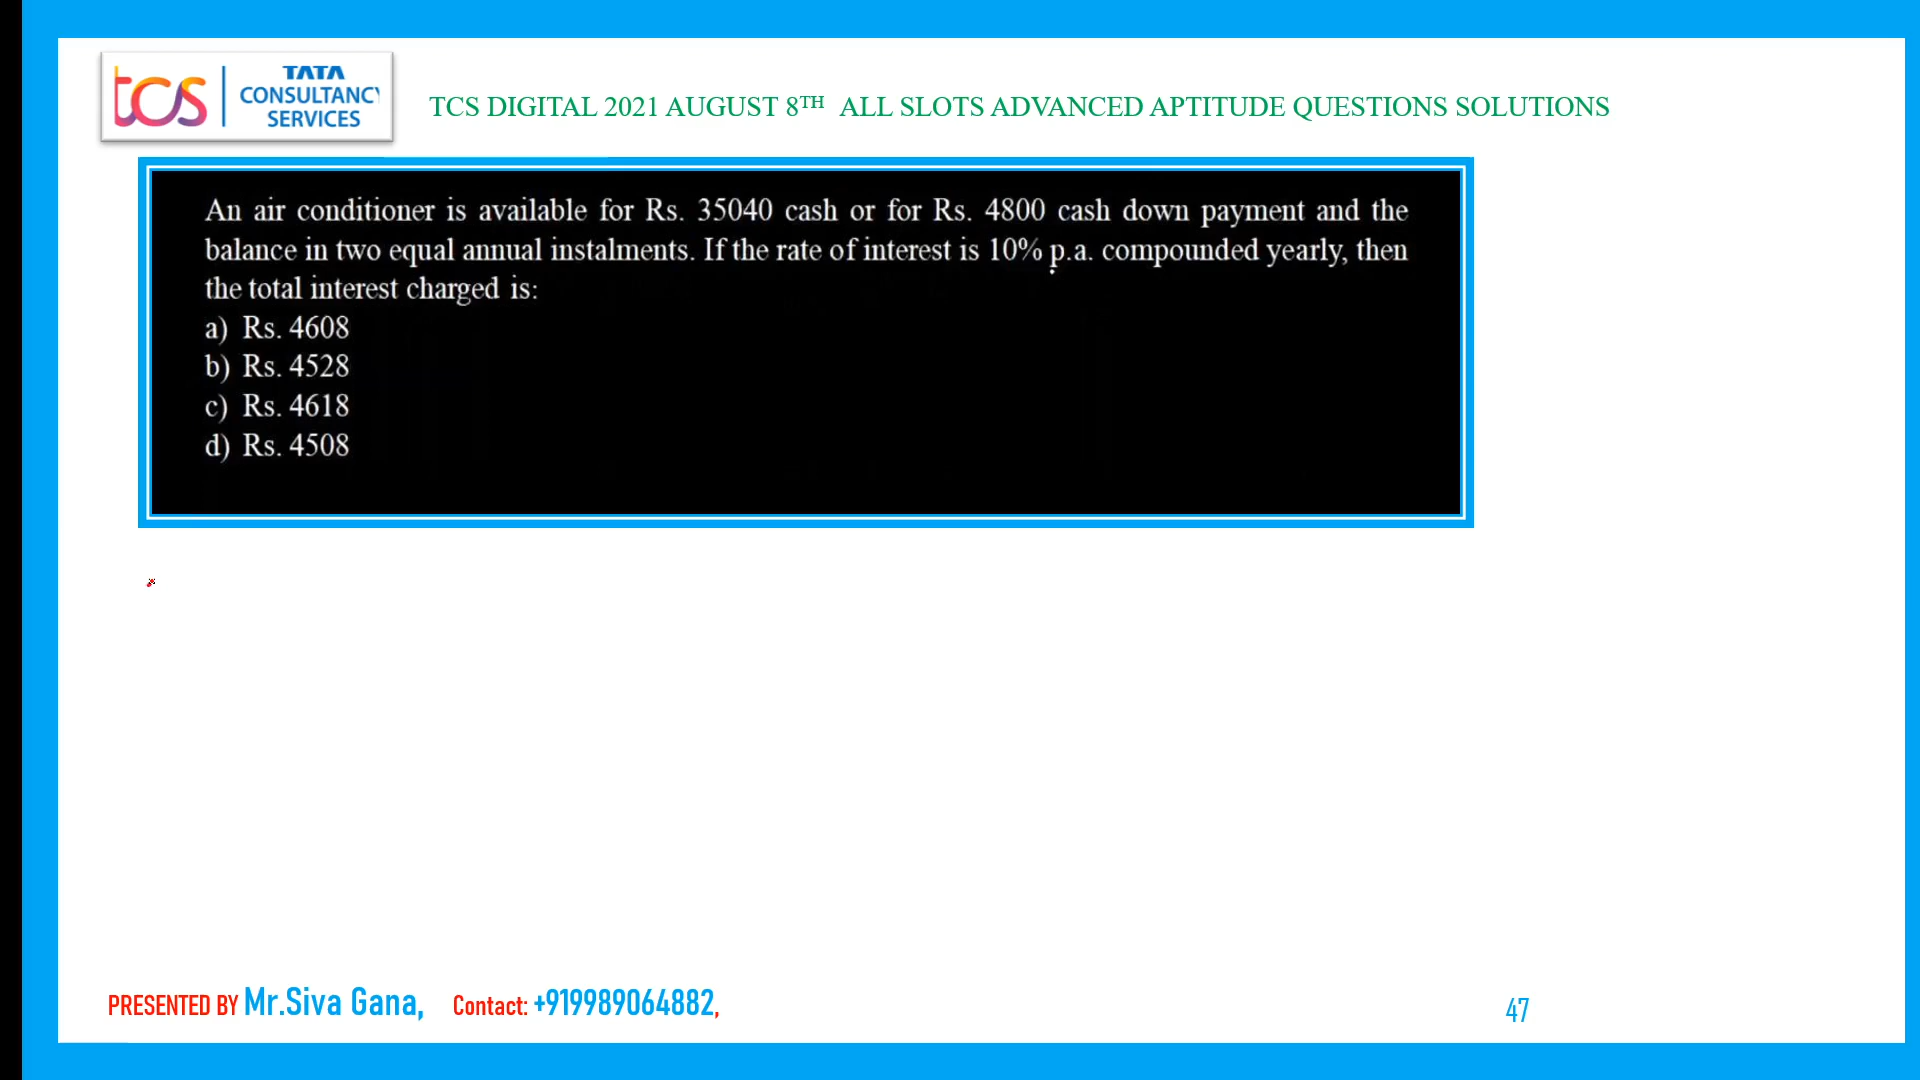 tcs
TATA
CONSULTANCY
SERVICES
TCS DIGITAL 2021 AUGUST 8TH ALL SLOTS ADVANCED APTITUDE QUESTIONS SOLUTIONS
An air conditioner is available for Rs. 35040 cash or for Rs. 4800 cash down payment and the
balance in two equal annual instalments. If the rate of interest is 10% p.a. compounded yearly, then
the total interest charged is:
a) Rs. 4608
b) Rs. 4528
c) Rs. 4618
d) Rs. 4508
PRESENTED BY Mr.Siva Gana, Contact: +919989064882,
47